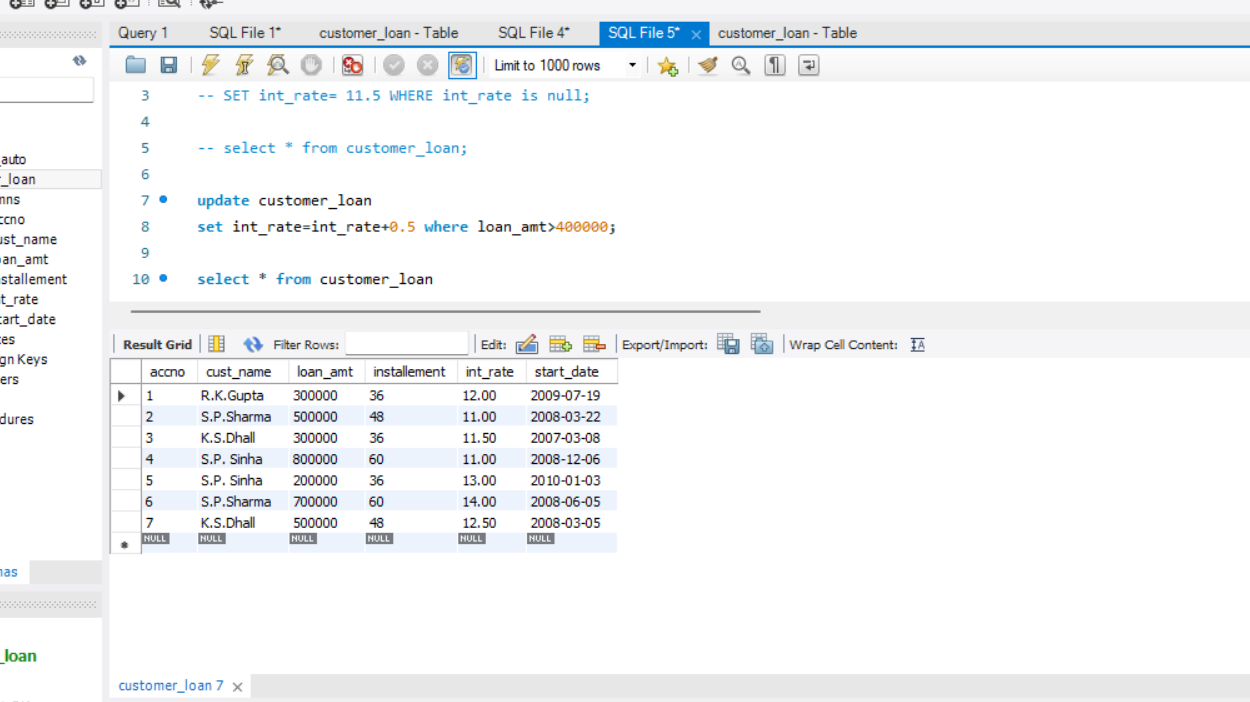 Query 1 SQL File 1* customer_loan - Table SQL File 4* SQL File 5* customer_loan - Table
Limit to 1000 rows
3 -- SET int_rate= 11.5 WHERE int_rate is null;
4
5 -- select * from customer_loan;
6
7 update customer_loan
8 set int_rate=int_rate+0.5 where loan_amt>400000;
9
10 select * from customer_loan
_auto
r_loan
mns
ccno
ust_name
oan_amt
nstallement
t_rate
tart_date
es
gn Keys
ers
dures
nas
_loan
Result Grid Filter Rows: Edit: Export/Import: Wrap Cell Content:
accno cust_name loan_amt installement int_rate start_date
1 R.K.Gupta 300000 36 12.00 2009-07-19
2 S.P.Sharma 500000 48 11.00 2008-03-22
3 K.S.Dhall 300000 36 11.50 2007-03-08
4 S.P. Sinha 800000 60 11.00 2008-12-06
5 S.P. Sinha 200000 36 13.00 2010-01-03
6 S.P.Sharma 700000 60 14.00 2008-06-05
7 K.S.Dhall 500000 48 12.50 2008-03-05
NULL NULL NULL NULL NULL NULL
customer_loan 7